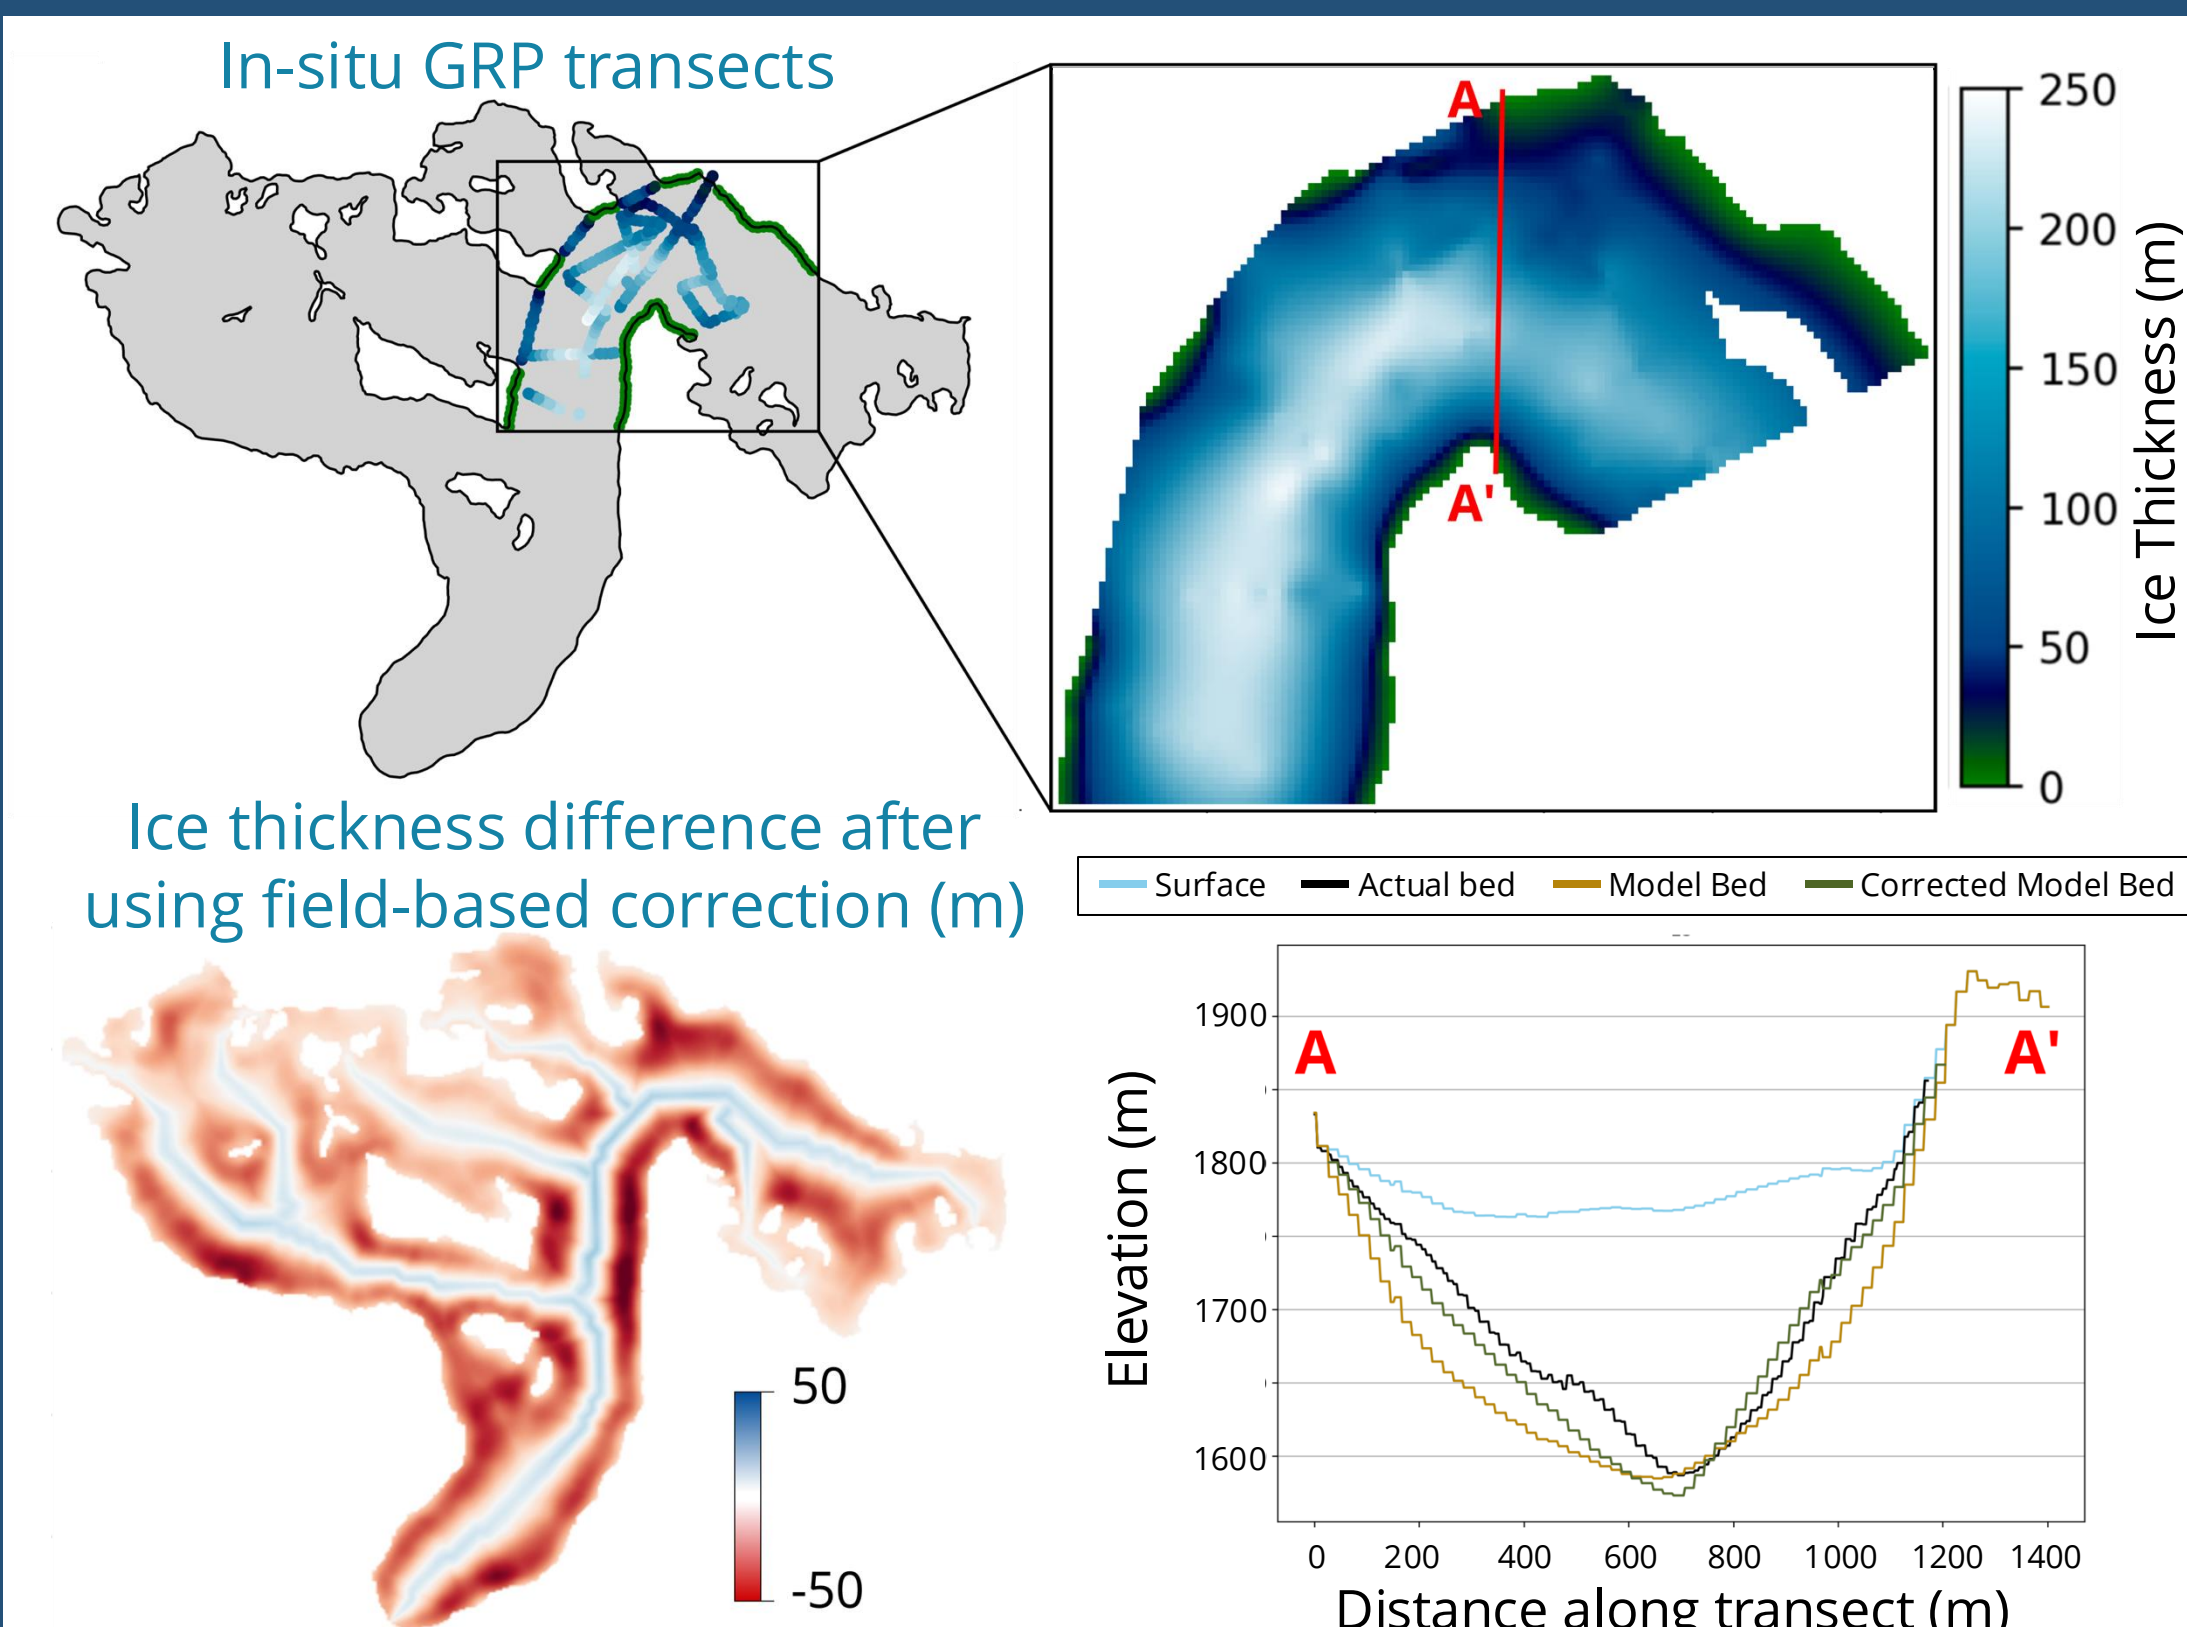 In-situ GRP transects
A
A'
250
200
150
100
50
0
Ice Thickness (m)
Ice thickness difference after
using field-based correction (m)
50
-50
Surface
Actual bed
Model Bed
Corrected Model Bed
Elevation (m)
1900
1800
1700
1600
A
A'
0
200
400
600
800
1000
1200
1400
Distance along transect (m)